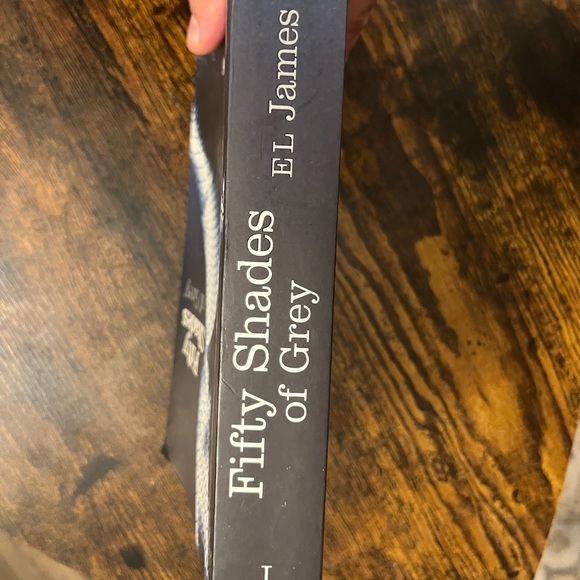 Fifty Shades
of Grey
EL James